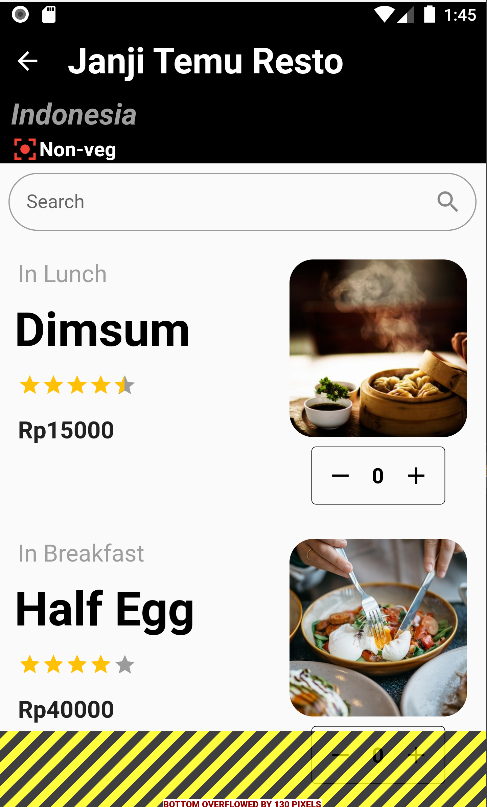 1:45
Janji Temu Resto
Indonesia
Non-veg
Search
In Lunch
Dimsum
Rp15000
0
In Breakfast
Half Egg
Rp40000
0
BOTTOM OVERFLOWED BY 130 PIXELS